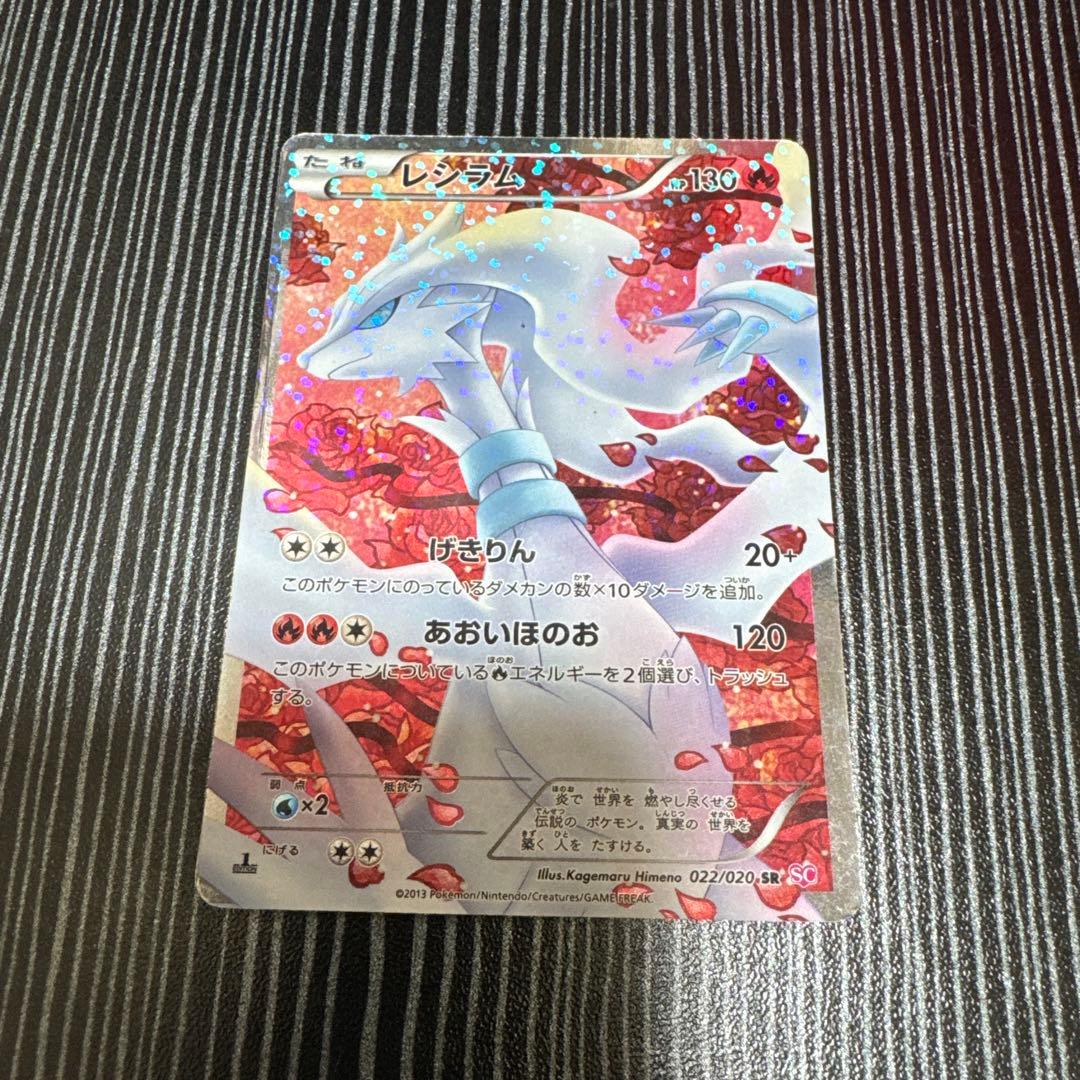 たね レシラム HP130
げきりん 20+
このポケモンにのっているダメカンの数×10ダメージを追加。
あおいほのお 120
このポケモンについているエネルギーを2個選び、トラッシュ
する。
弱点 抵抗力
×2
にげる
炎で 世界を 燃やし尽くせる
伝説の ポケモン。真実の 世界を
築く 人を たすける。
1 EDITION
Illus.Kagemaru Himeno 022/020 SR SC
©2013 Pokémon/Nintendo/Creatures/GAME FREAK.